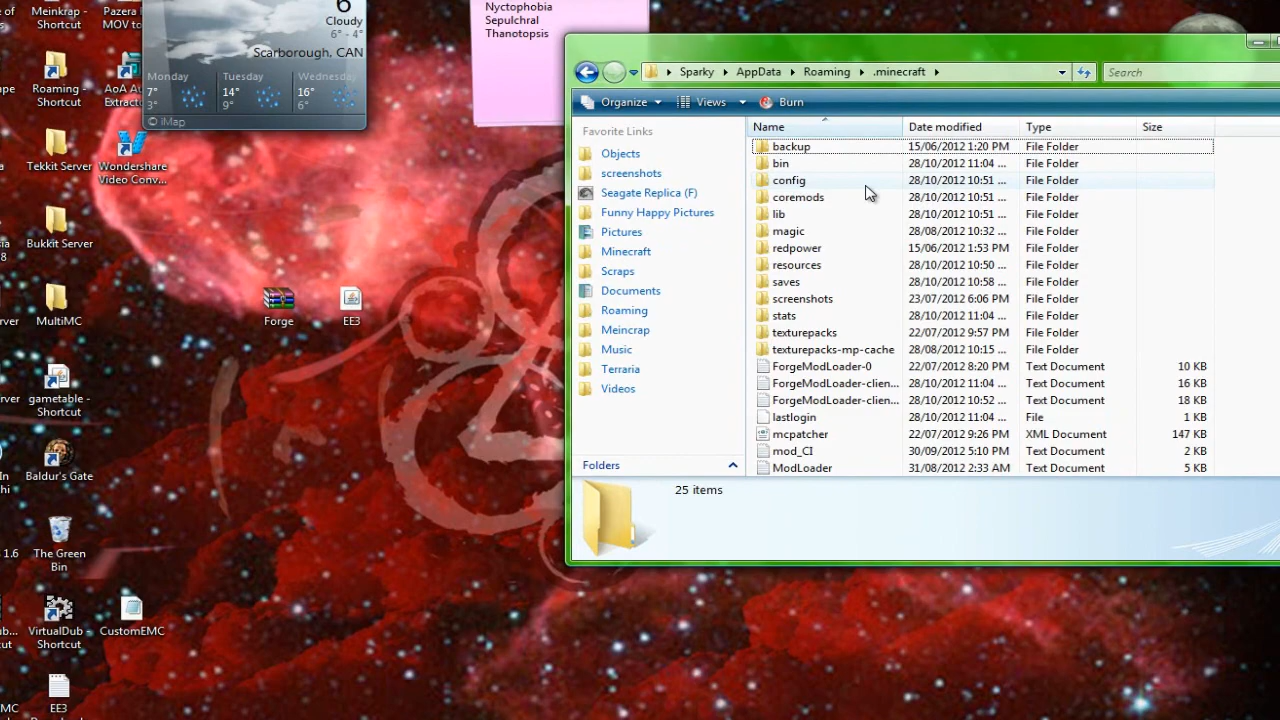 Meinkrap -
Shortcut
Pazera
MOV to
Roaming -
Shortcut
AoA Au
Extrac
Tekkit Server
Wondershare
Video Conv...
Bukkit Server
MultiMC
gametable -
Shortcut
Baldur's Gate
The Green
Bin
VirtualDub -
Shortcut
CustomEMC
EE3
6
Cloudy
6° - 4°
Scarborough, CAN
Monday Tuesday Wednesday
7° 14° 16°
3° 9° 6°
© iMap
Nyctophobia
Sepulchral
Thanotopsis
Forge
EE3
Sparky AppData Roaming .minecraft Search
Organize Views Burn
Favorite Links
Objects
screenshots
Seagate Replica (F)
Funny Happy Pictures
Pictures
Minecraft
Scraps
Documents
Roaming
Meincrap
Music
Terraria
Videos
Folders
Name Date modified Type Size
backup 15/06/2012 1:20 PM File Folder
bin 28/10/2012 11:04 ... File Folder
config 28/10/2012 10:51 ... File Folder
coremods 28/10/2012 10:51 ... File Folder
lib 28/10/2012 10:51 ... File Folder
magic 28/08/2012 10:32 ... File Folder
redpower 15/06/2012 1:53 PM File Folder
resources 28/10/2012 10:50 ... File Folder
saves 28/10/2012 10:58 ... File Folder
screenshots 23/07/2012 6:06 PM File Folder
stats 28/10/2012 11:04 ... File Folder
texturepacks 22/07/2012 9:57 PM File Folder
texturepacks-mp-cache 28/08/2012 10:15 ... File Folder
ForgeModLoader-0 22/07/2012 8:20 PM Text Document 10 KB
ForgeModLoader-clien... 28/10/2012 11:04 ... Text Document 16 KB
ForgeModLoader-clien... 28/10/2012 10:52 ... Text Document 18 KB
lastlogin 28/10/2012 11:04 ... File 1 KB
mcpatcher 22/07/2012 9:26 PM XML Document 147 KB
mod_CI 30/09/2012 5:10 PM Text Document 2 KB
ModLoader 31/08/2012 2:33 AM Text Document 5 KB
25 items